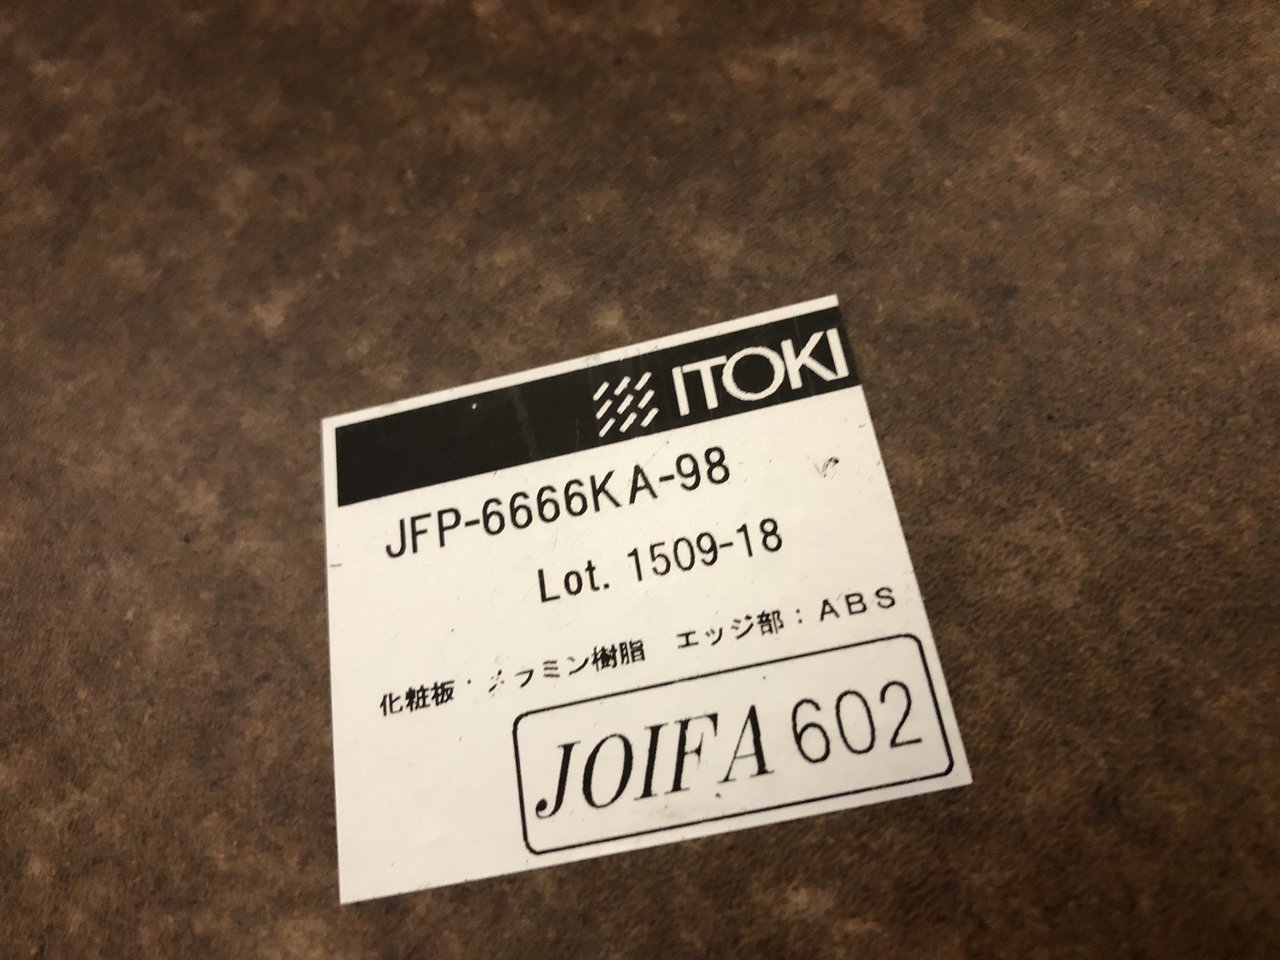 ITOKI
JFP-6666KA-98
Lot. 1509-18
化粧板：メラミン樹脂　エッジ部：ABS
JOIFA 602